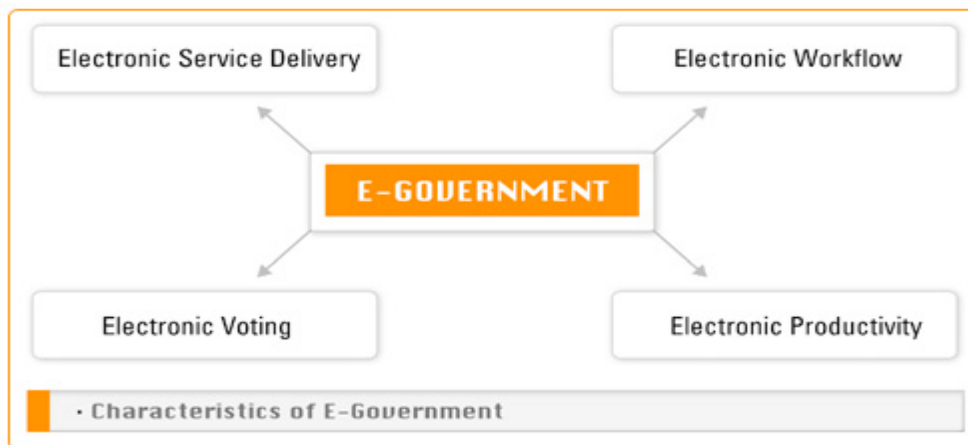 Electronic Service Delivery
Electronic Workflow
E-GOVERNMENT
Electronic Voting
Electronic Productivity
· Characteristics of E-Government